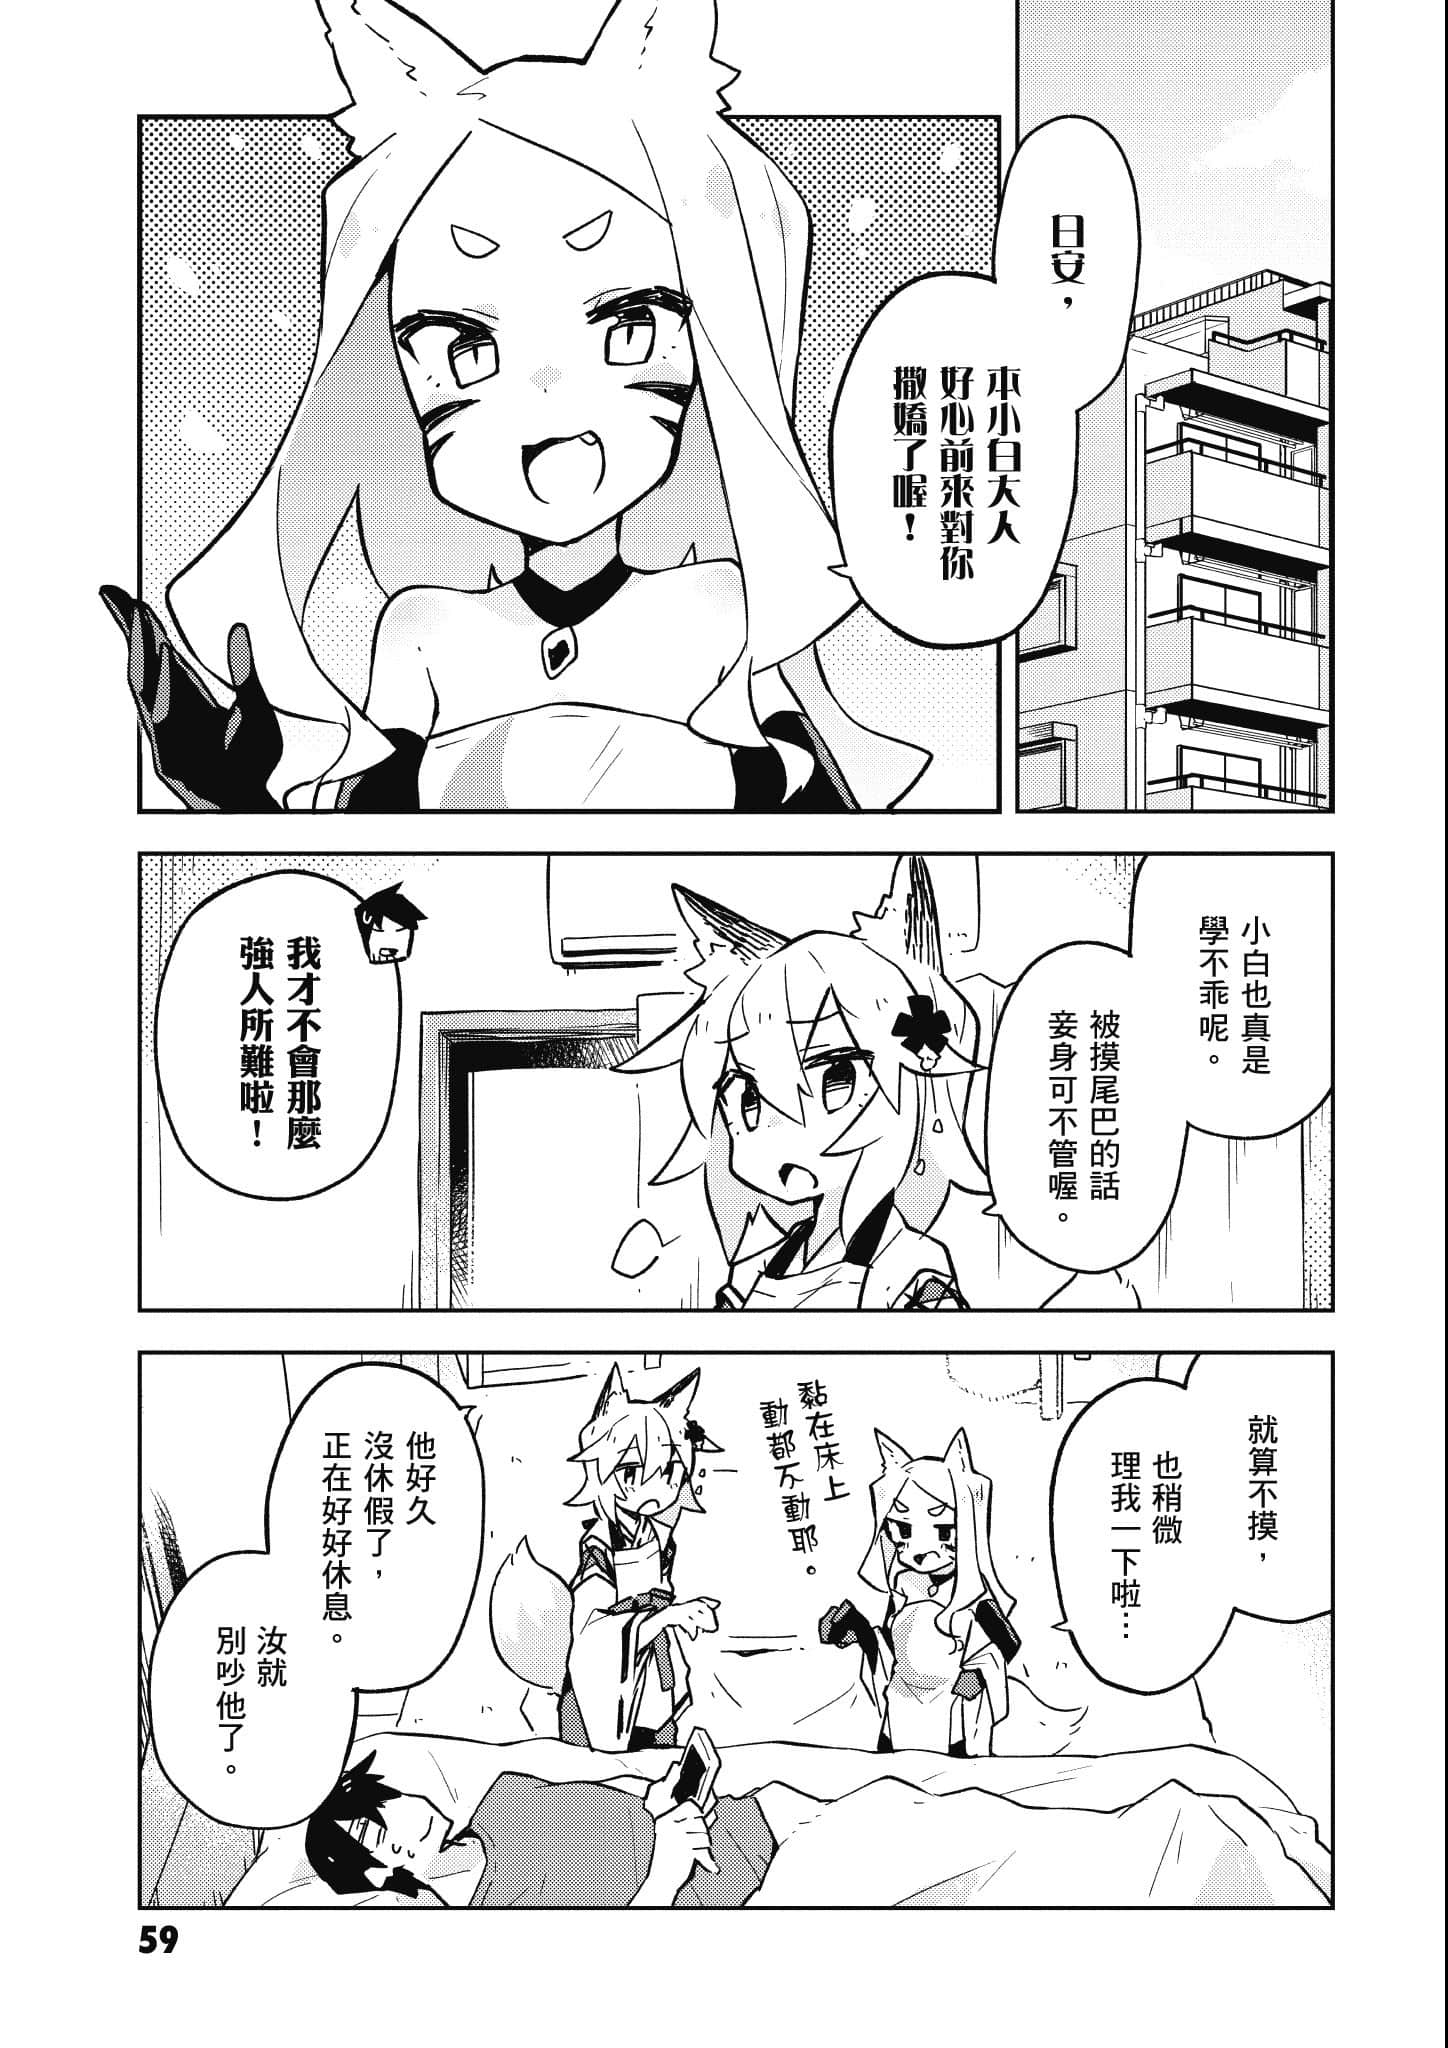 日安，
本小白大人
好心前來對你
撒嬌了喔！
小白也真是
學不乖呢。
被摸尾巴的話
妾身可不管喔。
我才不會那麼
強人所難啦！
就算不摸，
也稍微
理我一下啦…
黏在床上
動都不動耶。
他好久
沒休假了，
正在好好休息。
汝就
別吵他了。
59